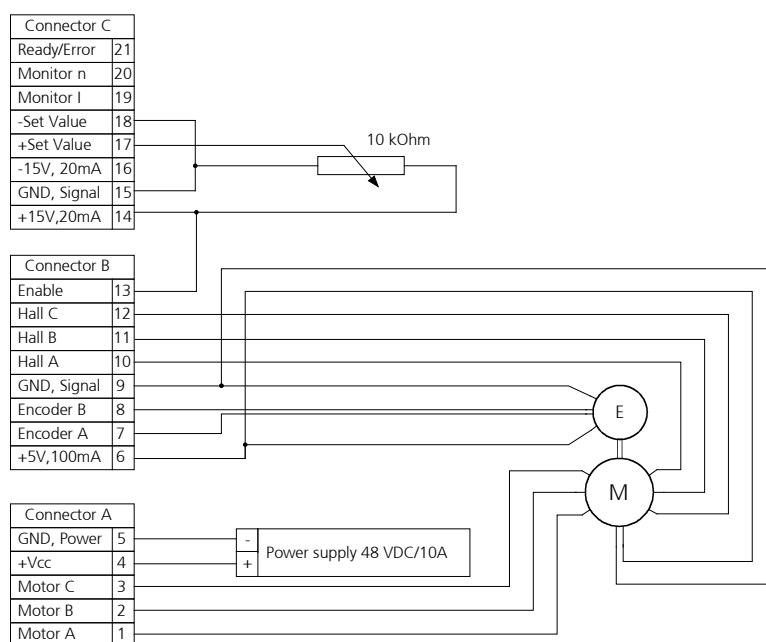 Connector C
Ready/Error 21
Monitor n 20
Monitor I 19
-Set Value 18
+Set Value 17
-15V, 20mA 16
GND, Signal 15
+15V,20mA 14
10 kOhm
Connector B
Enable 13
Hall C 12
Hall B 11
Hall A 10
GND, Signal 9
Encoder B 8
Encoder A 7
+5V,100mA 6
E
M
Connector A
GND, Power 5
+Vcc 4
Motor C 3
Motor B 2
Motor A 1
-
+
Power supply 48 VDC/10A